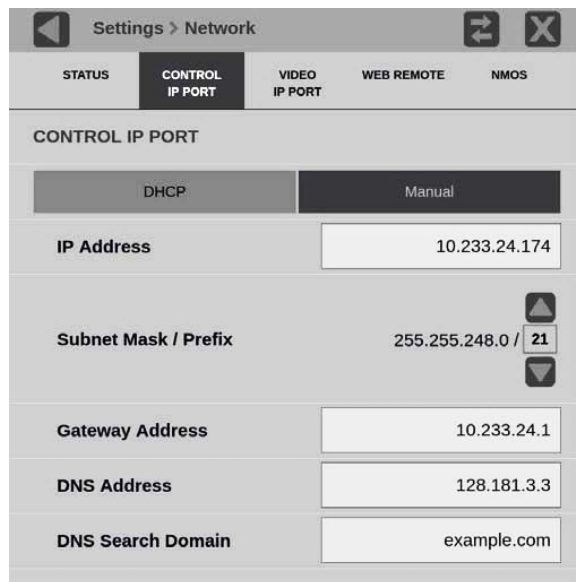 Settings > Network
STATUS
CONTROL
IP PORT
VIDEO
IP PORT
WEB REMOTE
NMOS
CONTROL IP PORT
DHCP
Manual
IP Address
10.233.24.174
Subnet Mask / Prefix
255.255.248.0 / 21
Gateway Address
10.233.24.1
DNS Address
128.181.3.3
DNS Search Domain
example.com